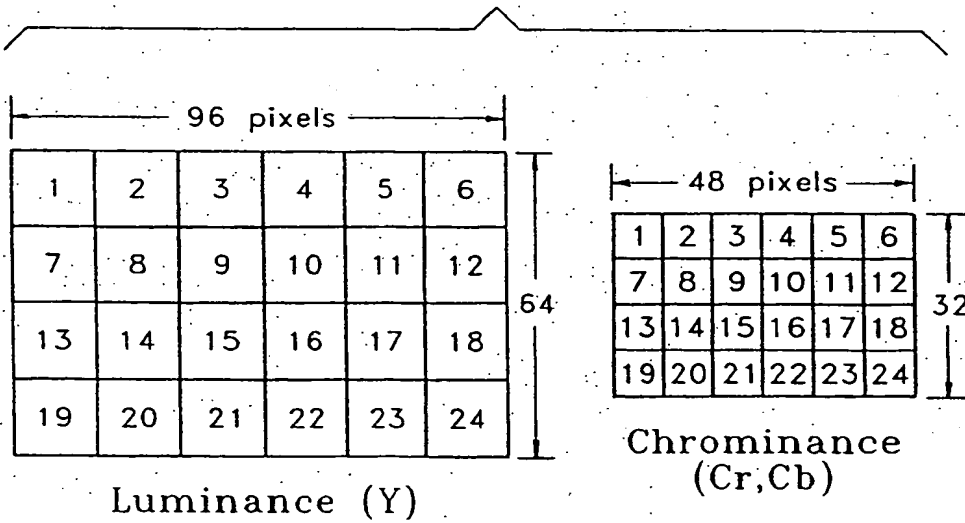 96 pixels
1 2 3 4 5 6
7 8 9 10 11 12
13 14 15 16 17 18
19 20 21 22 23 24
64
Luminance (Y)
48 pixels
1 2 3 4 5 6
7 8 9 10 11 12
13 14 15 16 17 18
19 20 21 22 23 24
32
Chrominance
(Cr,Cb)